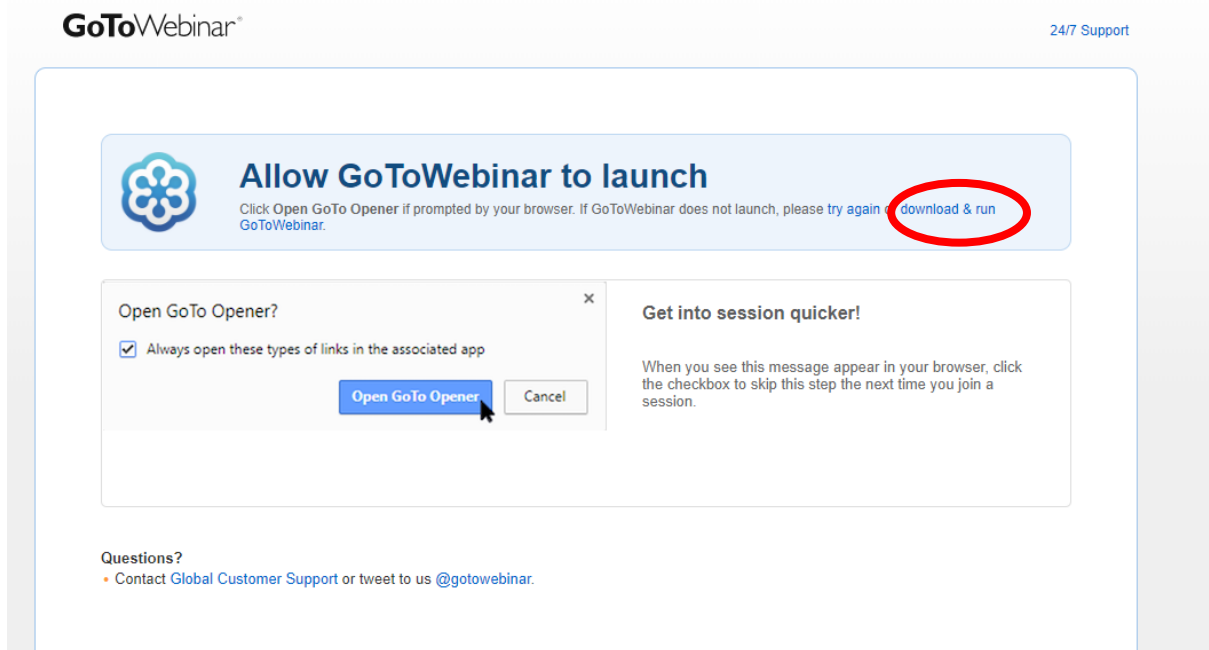 GoToWebinar®
24/7 Support
Allow GoToWebinar to launch
Click Open GoTo Opener if prompted by your browser. If GoToWebinar does not launch, please try again or download & run
GoToWebinar.
Open GoTo Opener?
×
Always open these types of links in the associated app
Open GoTo Opener
Cancel
Get into session quicker!
When you see this message appear in your browser, click
the checkbox to skip this step the next time you join a
session.
Questions?
• Contact Global Customer Support or tweet to us @gotowebinar.